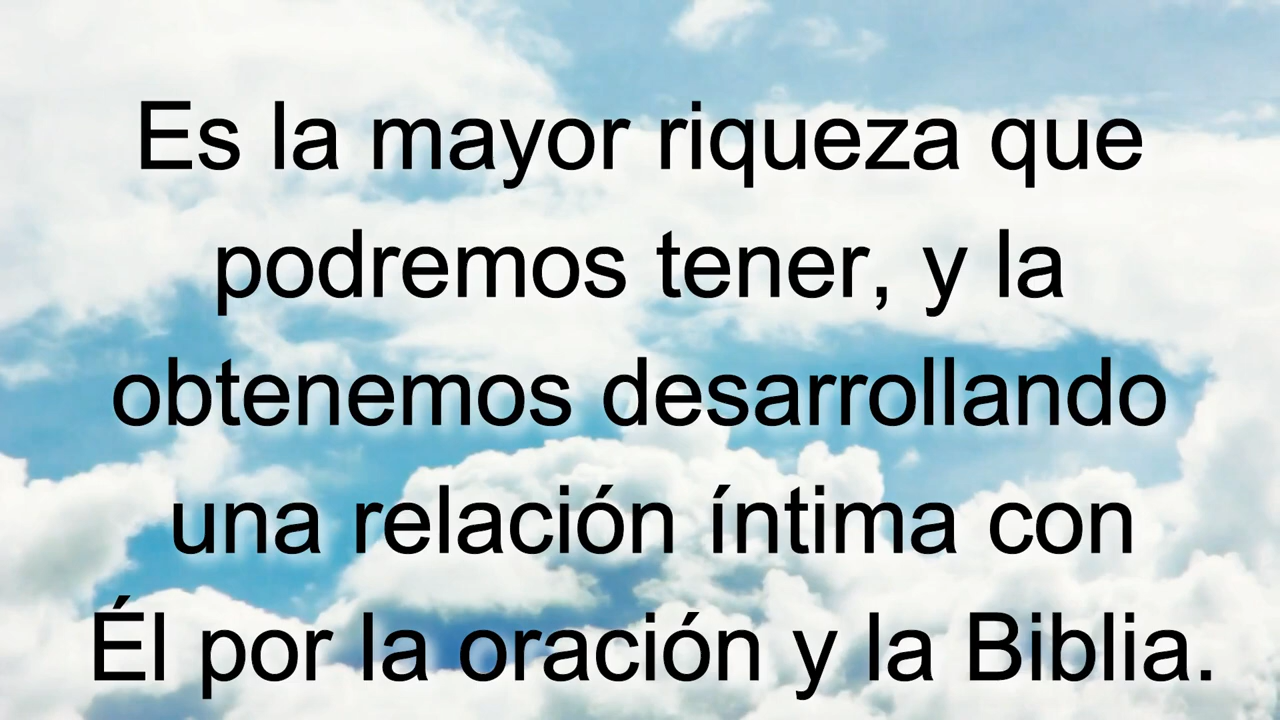 Es la mayor riqueza que
podremos tener, y la
obtenemos desarrollando
una relación íntima con
Él por la oración y la Biblia.